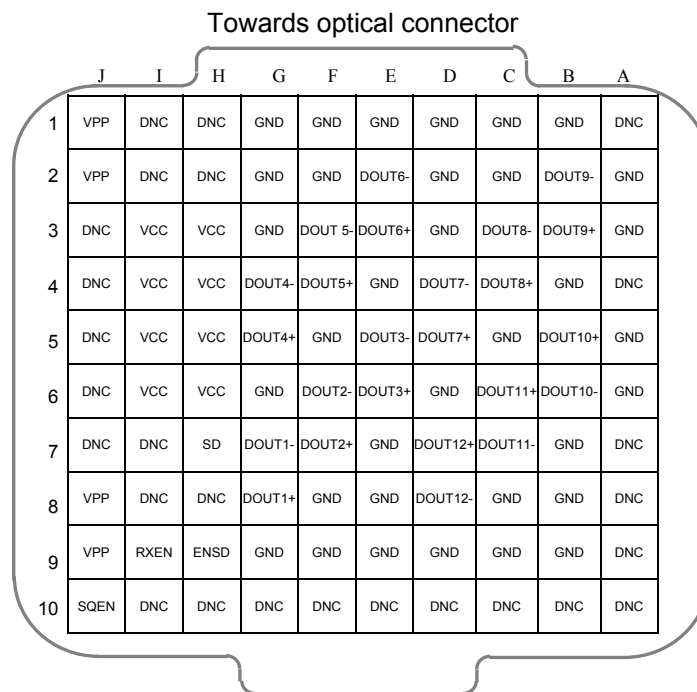 Towards optical connector
J I H G F E D C B A
1 VPP DNC DNC GND GND GND GND GND GND DNC
2 VPP DNC DNC GND GND DOUT6- GND GND DOUT9- GND
3 DNC VCC VCC GND DOUT 5- DOUT6+ GND DOUT8- DOUT9+ GND
4 DNC VCC VCC DOUT4- DOUT5+ GND DOUT7- DOUT8+ GND DNC
5 DNC VCC VCC DOUT4+ GND DOUT3- DOUT7+ GND DOUT10+ GND
6 DNC VCC VCC GND DOUT2- DOUT3+ GND DOUT11+ DOUT10- GND
7 DNC DNC SD DOUT1- DOUT2+ GND DOUT12+ DOUT11- GND DNC
8 VPP DNC DNC DOUT1+ GND GND DOUT12- GND GND DNC
9 VPP RXEN ENSD GND GND GND GND GND GND DNC
10 SQEN DNC DNC DNC DNC DNC DNC DNC DNC DNC